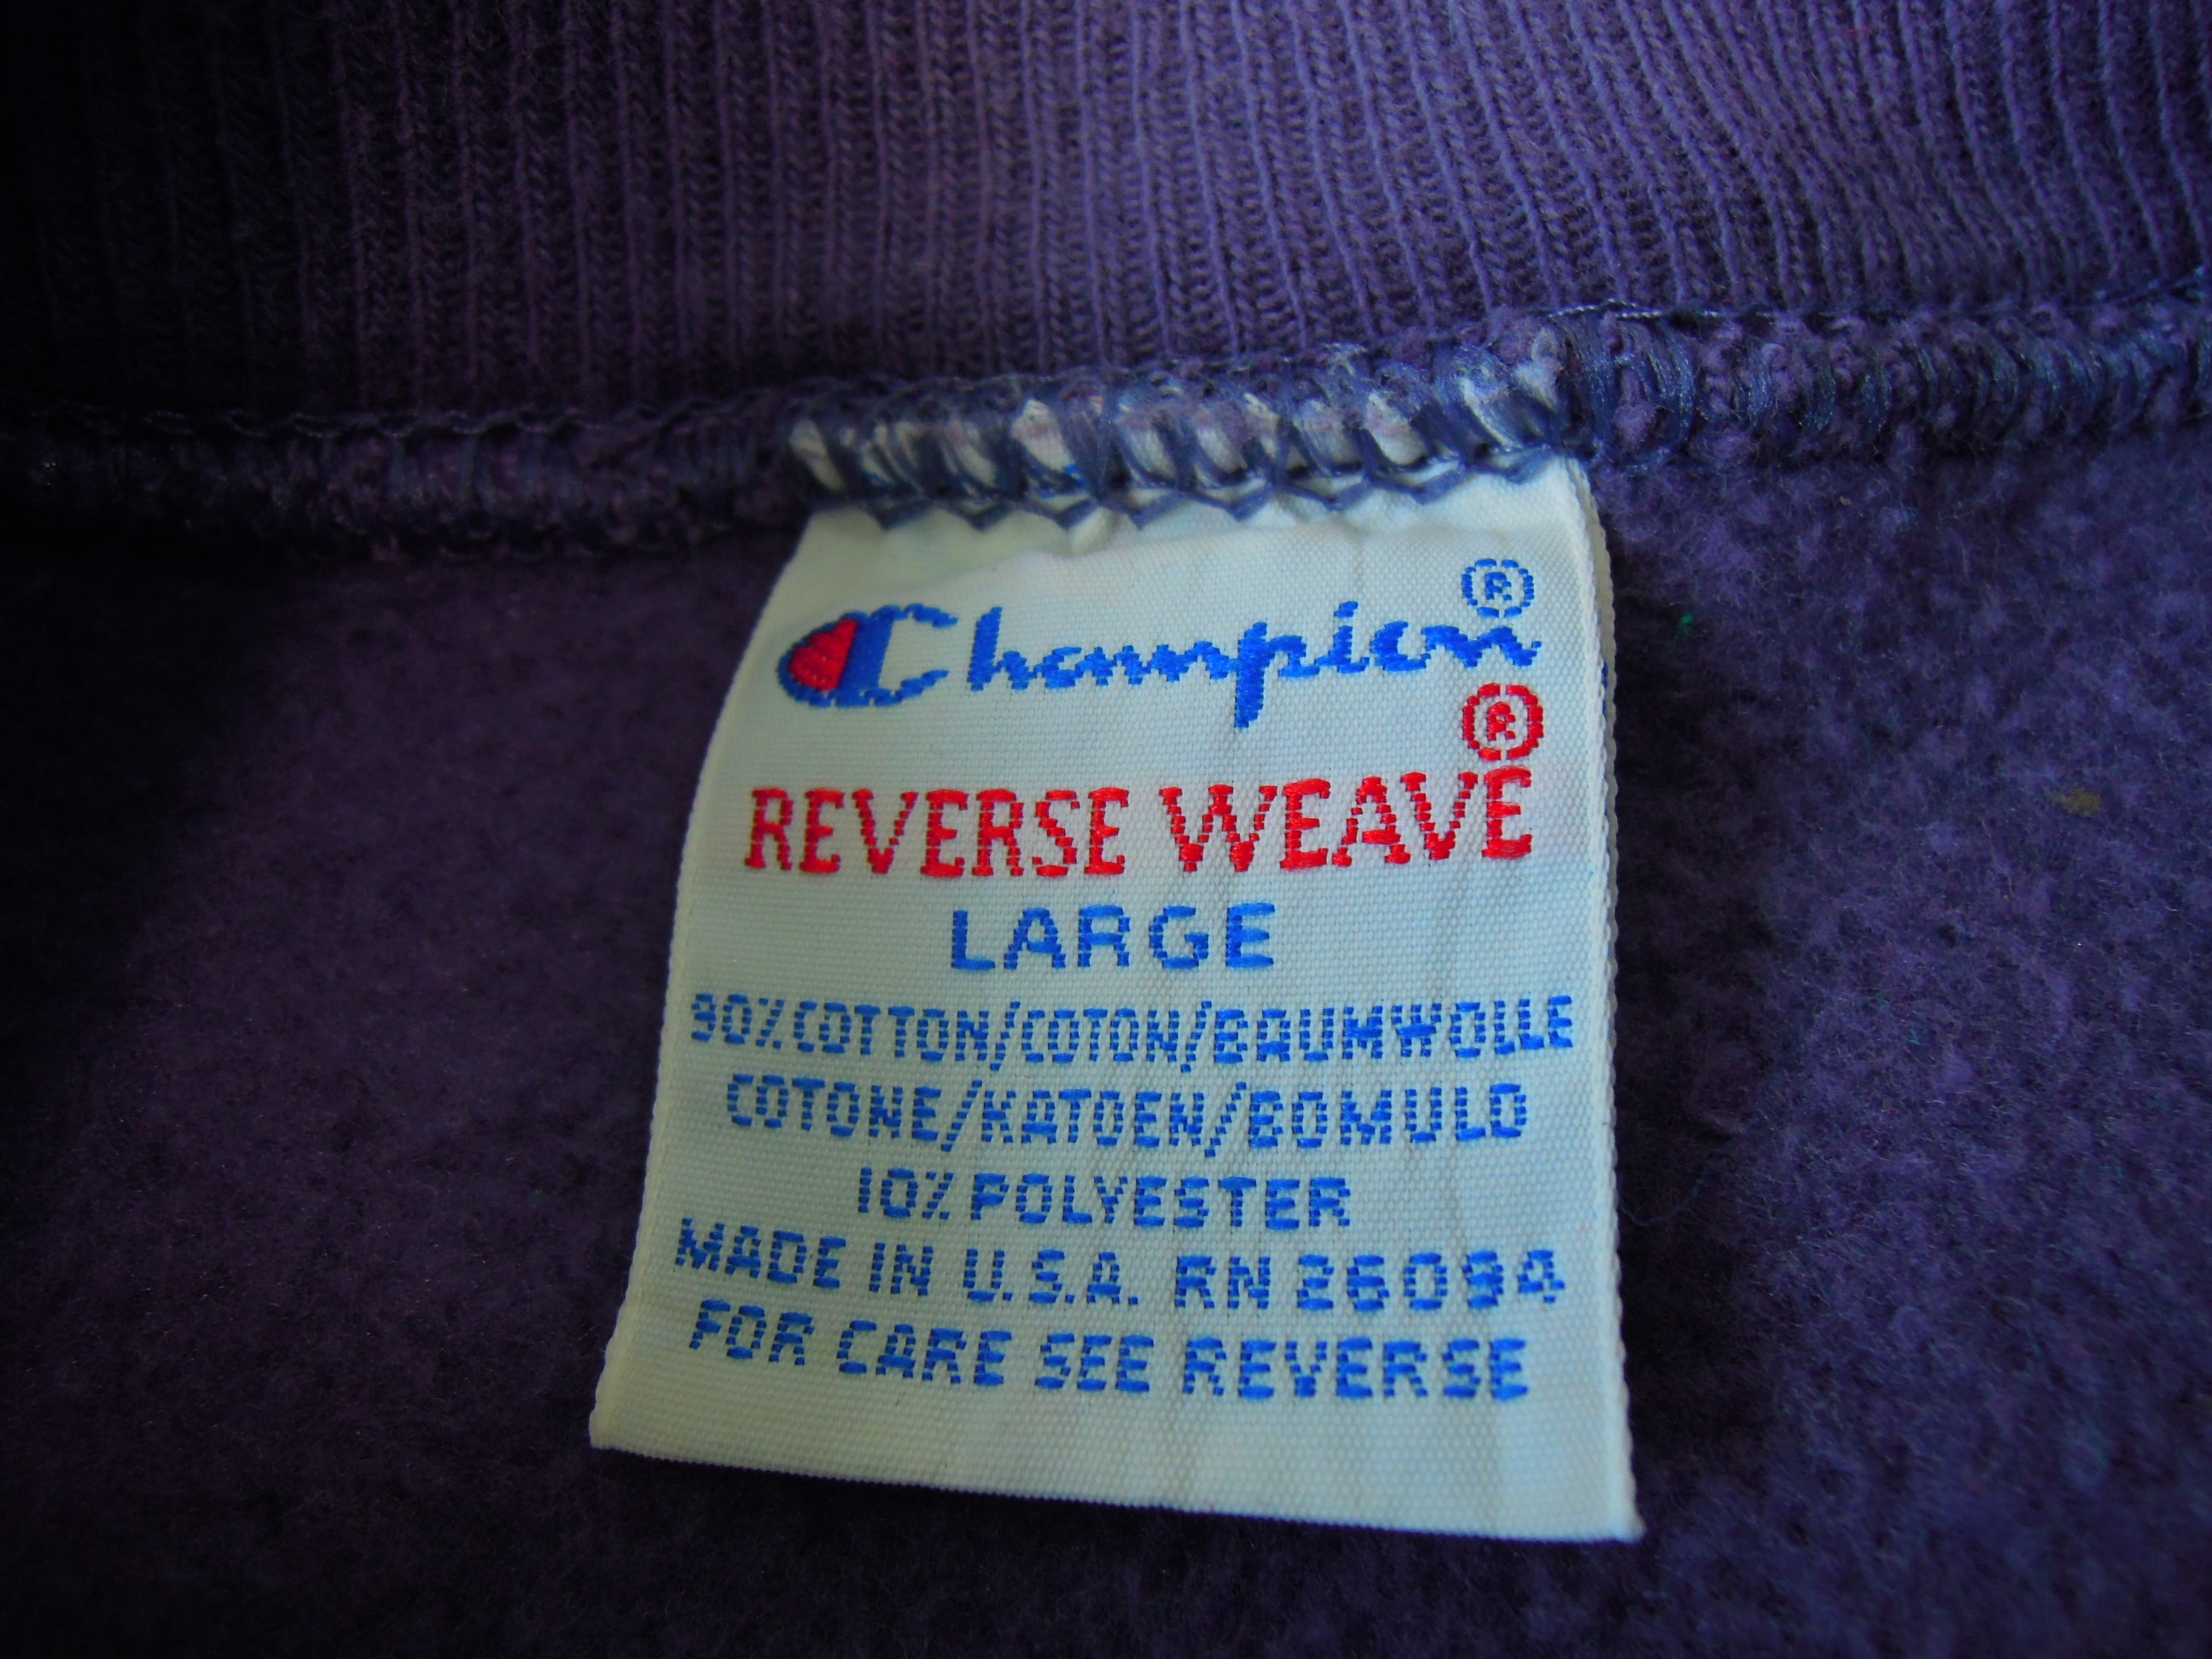 Champion®
REVERSE WEAVE®
LARGE
90% COTTON/COTON/BAUMWOLLE
COTONE/KATOEN/BOMULD
10% POLYESTER
MADE IN U.S.A. RN 26094
FOR CARE SEE REVERSE